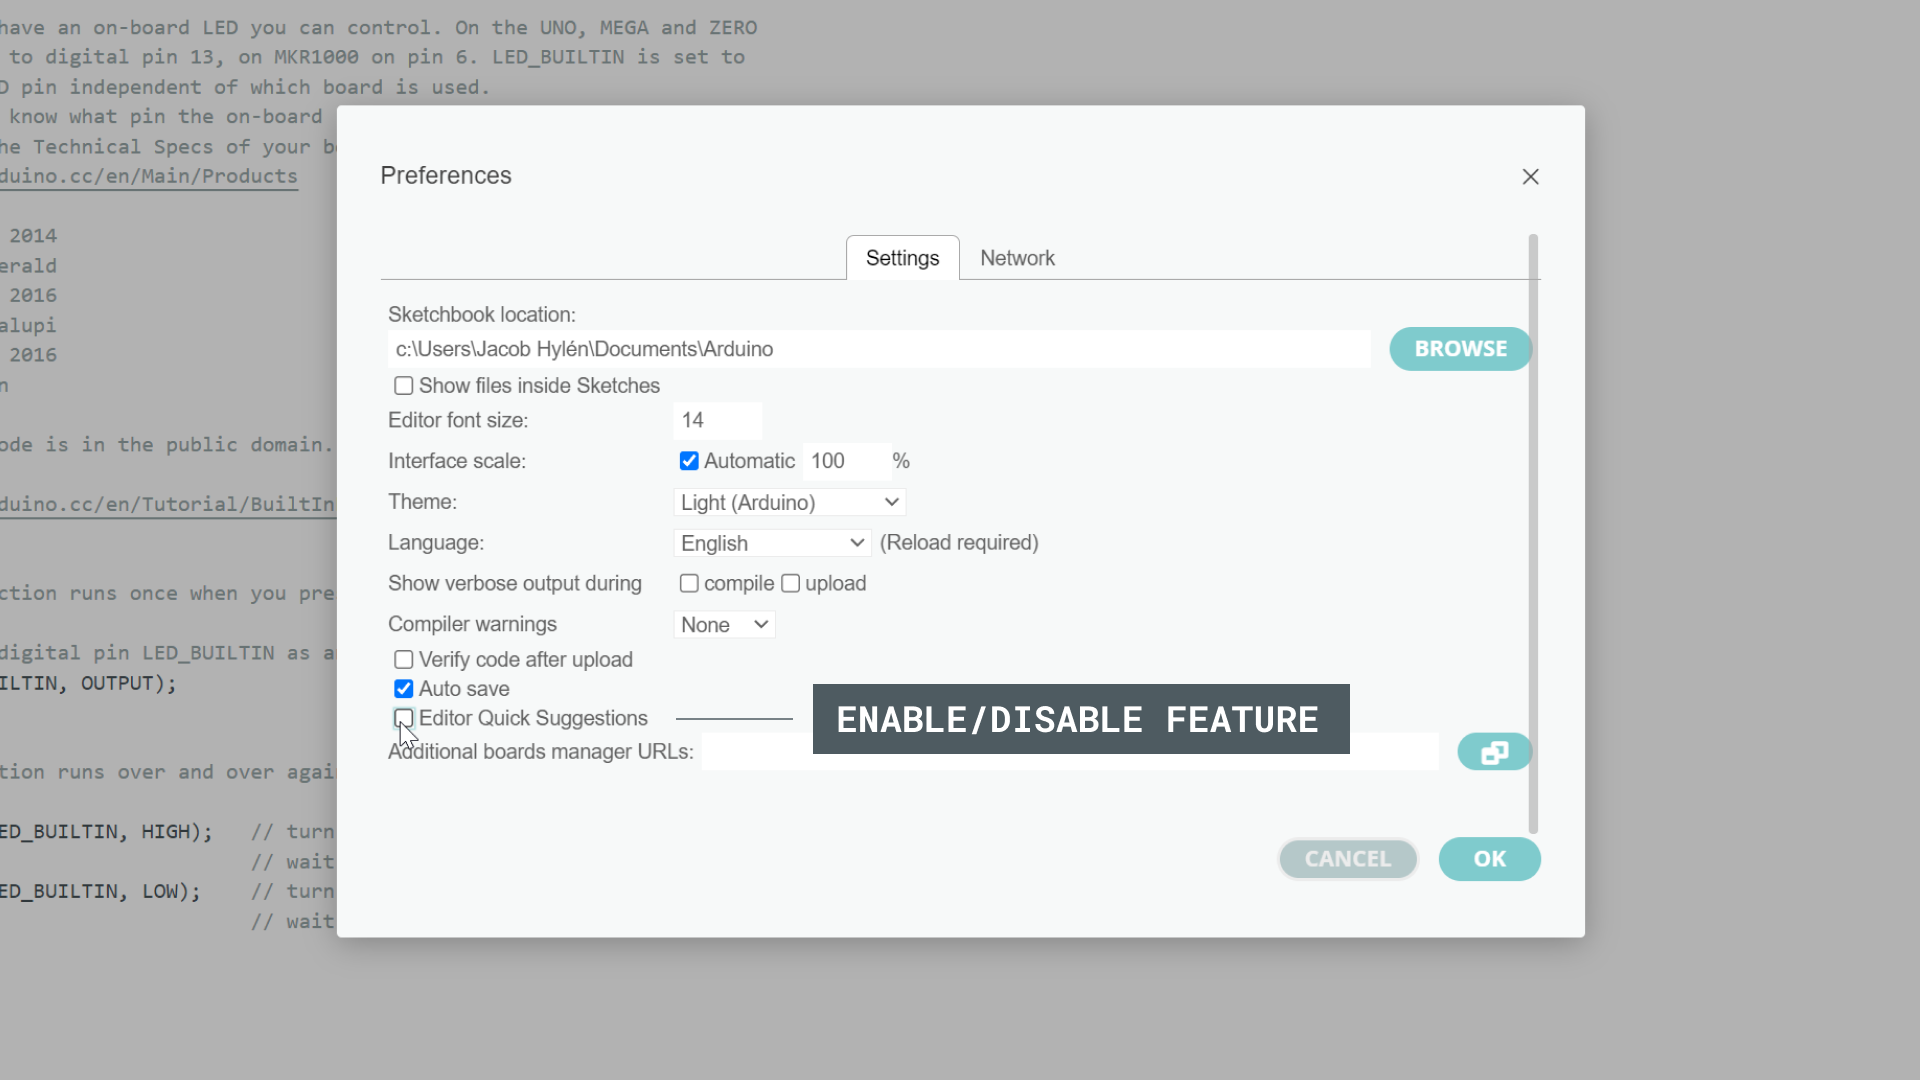 have an on-board LED you can control. On the UNO, MEGA and ZERO
to digital pin 13, on MKR1000 on pin 6. LED_BUILTIN is set to
D pin independent of which board is used.
know what pin the on-board
he Technical Specs of your b
duino.cc/en/Main/Products
2014
erald
2016
alupi
2016
n
ode is in the public domain.
duino.cc/en/Tutorial/BuiltIn
ction runs once when you pre
digital pin LED_BUILTIN as a
ILTIN, OUTPUT);
tion runs over and over agai
ED_BUILTIN, HIGH);   // turn
// wait
ED_BUILTIN, LOW);    // turn
// wait
Preferences
Settings
Network
Sketchbook location:
c:\Users\Jacob Hylén\Documents\Arduino
BROWSE
Show files inside Sketches
Editor font size:
14
Interface scale:
Automatic 100 %
Theme:
Light (Arduino)
Language:
English (Reload required)
Show verbose output during
compile upload
Compiler warnings
None
Verify code after upload
Auto save
Editor Quick Suggestions
ENABLE/DISABLE FEATURE
Additional boards manager URLs:
CANCEL
OK